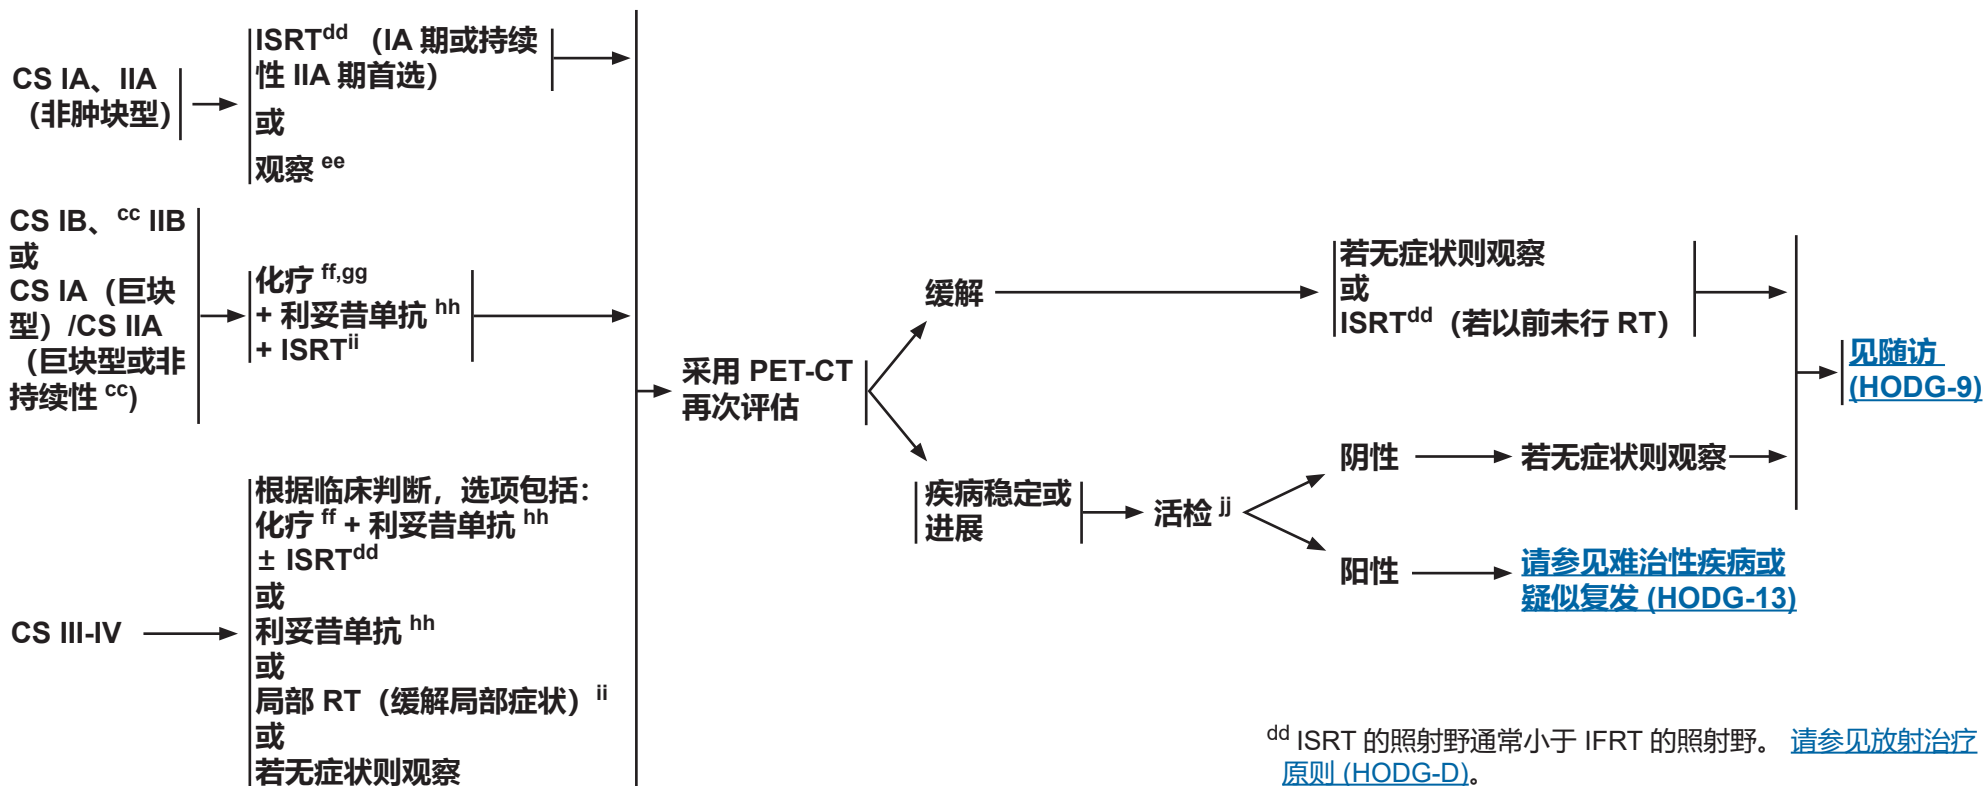 CS IA、IIA
（非肿块型）
ISRTdd （IA 期或持续
性 IIA 期首选）
或
观察 ee
CS IB、cc IIB
或
CS IA（巨块
型）/CS IIA
（巨块型或非
持续性 cc)
化疗 ff,gg
+ 利妥昔单抗 hh
+ ISRTii
CS III-IV
根据临床判断，选项包括：
化疗 ff + 利妥昔单抗 hh
± ISRTdd
或
利妥昔单抗 hh
或
局部 RT（缓解局部症状）ii
或
若无症状则观察
采用 PET-CT
再次评估
缓解
若无症状则观察
或
ISRTdd（若以前未行 RT）
疾病稳定或
进展
活检 jj
阴性
若无症状则观察
阳性
请参见难治性疾病或
疑似复发 (HODG-13)
见随访
(HODG-9)
dd ISRT 的照射野通常小于 IFRT 的照射野。 请参见放射治疗
原则 (HODG-D)。